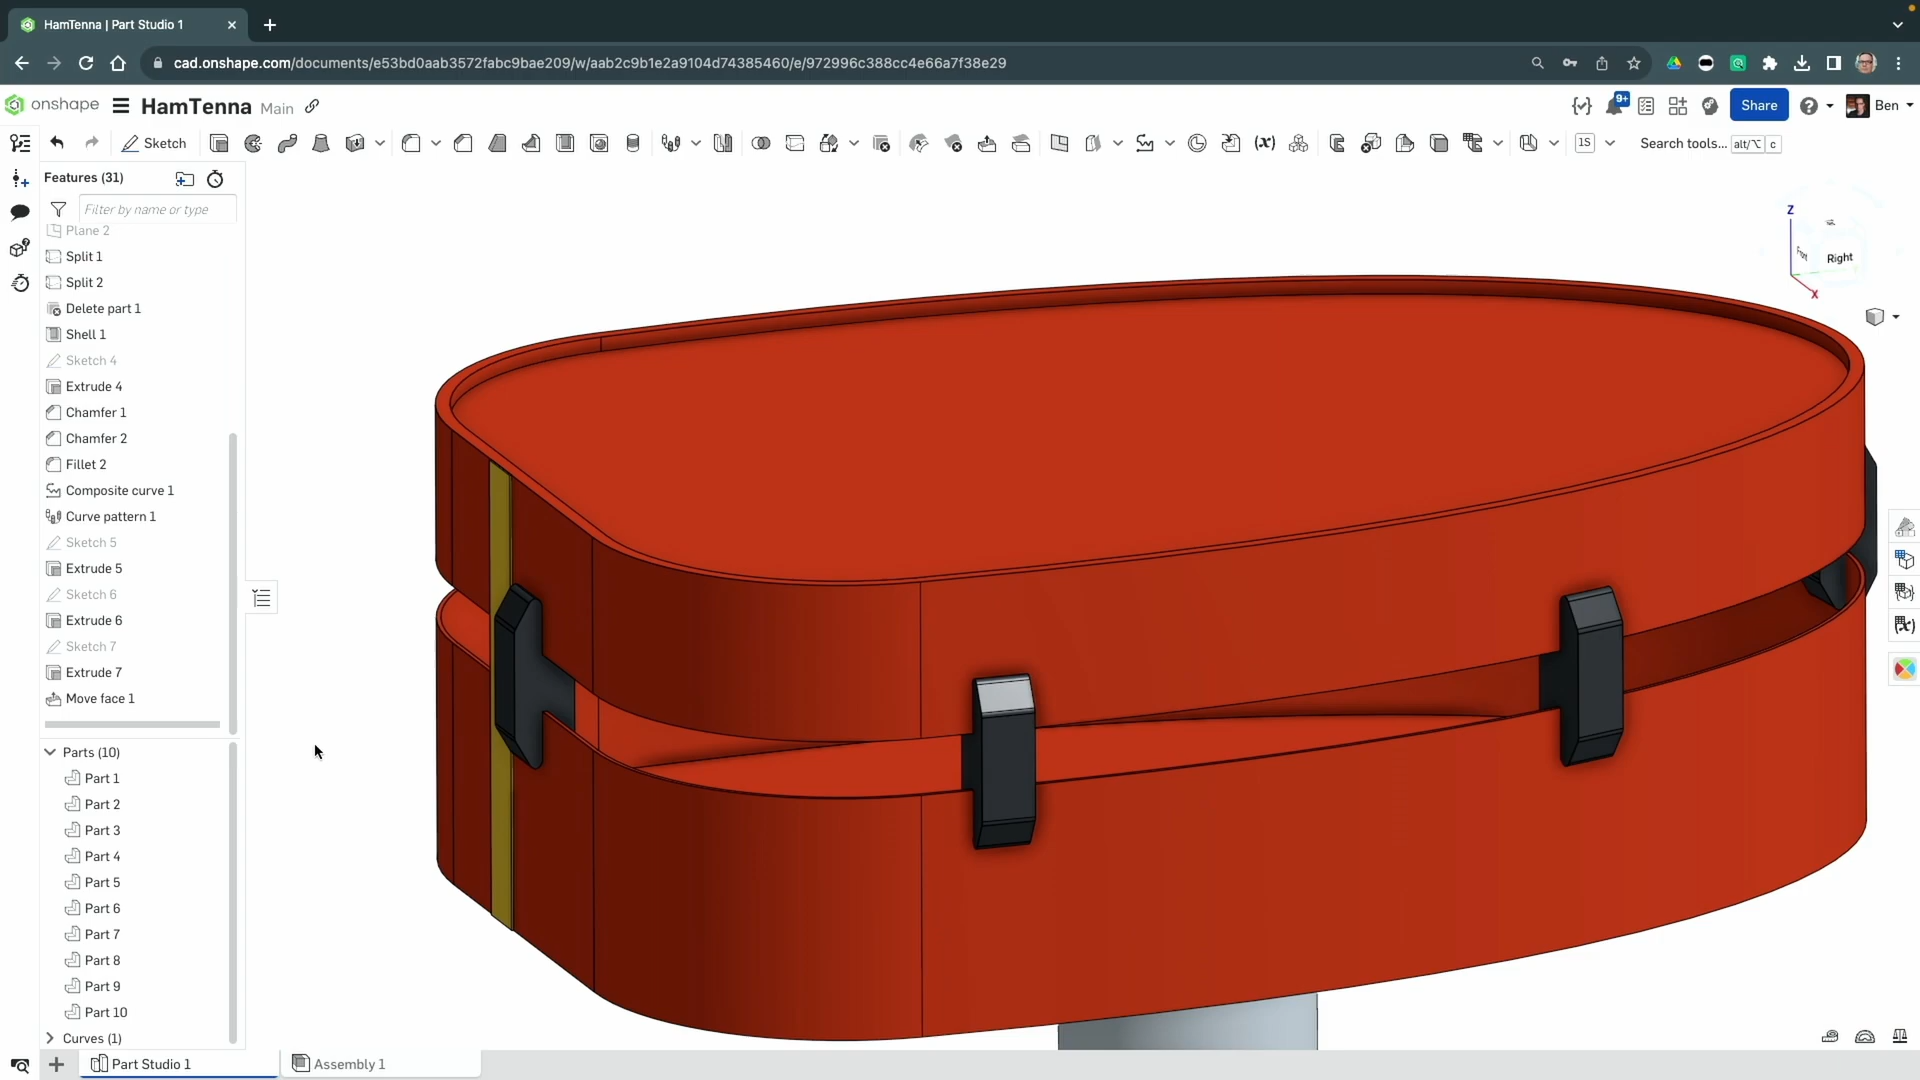 HamTenna | Part Studio 1
cad.onshape.com/documents/e53bd0aab3572fabc9bae209/w/aab2c9b1e2a9104d74385460/e/972996c388cc4e66a7f38e29
onshape HamTenna Main 9+ Share Ben
Sketch (x) 1S Search tools... alt/⌥ c
Features (31)
Filter by name or type
Plane 2
Split 1
Split 2
Delete part 1
Shell 1
Sketch 4
Extrude 4
Chamfer 1
Chamfer 2
Fillet 2
Composite curve 1
Curve pattern 1
Sketch 5
Extrude 5
Sketch 6
Extrude 6
Sketch 7
Extrude 7
Move face 1
Parts (10)
Part 1
Part 2
Part 3
Part 4
Part 5
Part 6
Part 7
Part 8
Part 9
Part 10
Curves (1)
Z
Right
X
(x)
Part Studio 1 Assembly 1